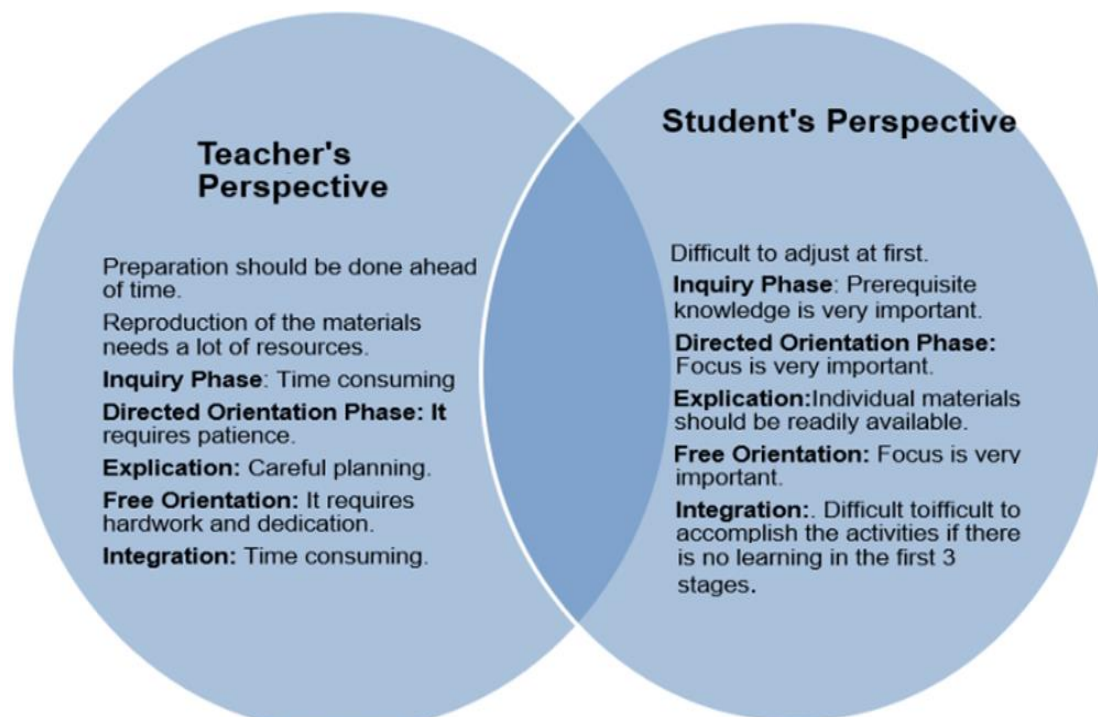 Teacher's
Perspective
Preparation should be done ahead
of time.
Reproduction of the materials
needs a lot of resources.
Inquiry Phase: Time consuming
Directed Orientation Phase: It
requires patience.
Explication: Careful planning.
Free Orientation: It requires
hardwork and dedication.
Integration: Time consuming.
Student's Perspective
Difficult to adjust at first.
Inquiry Phase: Prerequisite
knowledge is very important.
Directed Orientation Phase:
Focus is very important.
Explication:Individual materials
should be readily available.
Free Orientation: Focus is very
important.
Integration:. Difficult toifficult to
accomplish the activities if there
is no learning in the first 3
stages.